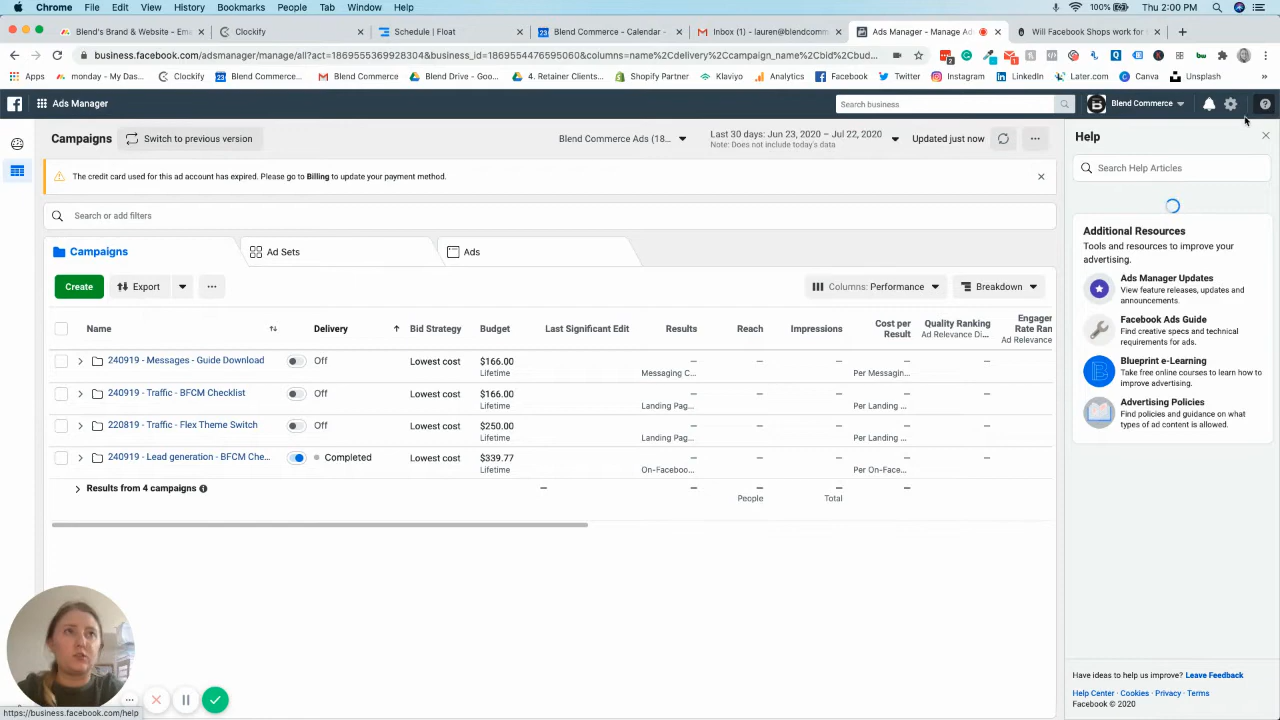 Chrome File Edit View History Bookmarks People Tab Window Help 100% Thu 2:00 PM
Blend's Brand & Website - Em Clockify Schedule | Float Blend Commerce - Calendar - Inbox (1) - lauren@blendcomm Ads Manager - Manage Ad Will Facebook Shops work for
business.facebook.com/adsmanager/manage/all?act=1869553669928304&business_id=1869554476595060&columns=name%2Cdelivery%2Ccampaign_name%2Cbid%2Cbud...
Apps monday - My Das... Clockify Blend Commerce... Blend Commerce Blend Drive - Goo... 4. Retainer Clients... Shopify Partner Klaviyo Analytics Facebook Twitter Instagram LinkedIn Later.com Canva Unsplash
Ads Manager Search business Blend Commerce
Campaigns Switch to previous version Blend Commerce Ads (18... Last 30 days: Jun 23, 2020 – Jul 22, 2020 Updated just now
Note: Does not include today's data
Help
The credit card used for this ad account has expired. Please go to Billing to update your payment method.
Search Help Articles
Search or add filters
Campaigns Ad Sets Ads
Additional Resources
Tools and resources to improve your
advertising.
Ads Manager Updates
View feature releases, updates and
announcements.
Facebook Ads Guide
Find creative specs and technical
requirements for ads.
Blueprint e-Learning
Take free online courses to learn how to
improve advertising.
Advertising Policies
Find policies and guidance on what
types of ad content is allowed.
Create Export Columns: Performance Breakdown
Name Delivery Bid Strategy Budget Last Significant Edit Results Reach Impressions Cost per
Result Quality Ranking
Ad Relevance Di... Engager
Rate Ran
Ad Relevance
240919 - Messages - Guide Download Off Lowest cost $166.00 — — — — —
Lifetime Messaging C... Per Messagin...
240919 - Traffic - BFCM Checklist Off Lowest cost $166.00 — — — — —
Lifetime Landing Pag... Per Landing ...
220819 - Traffic - Flex Theme Switch Off Lowest cost $250.00 — — — — —
Lifetime Landing Pag... Per Landing ...
240919 - Lead generation - BFCM Che... Completed Lowest cost $339.77 — — — — —
Lifetime On-Faceboo... Per On-Face...
Results from 4 campaigns — — — — —
People Total
Have ideas to help us improve? Leave Feedback
Help Center · Cookies · Privacy · Terms
Facebook © 2020
https://business.facebook.com/help